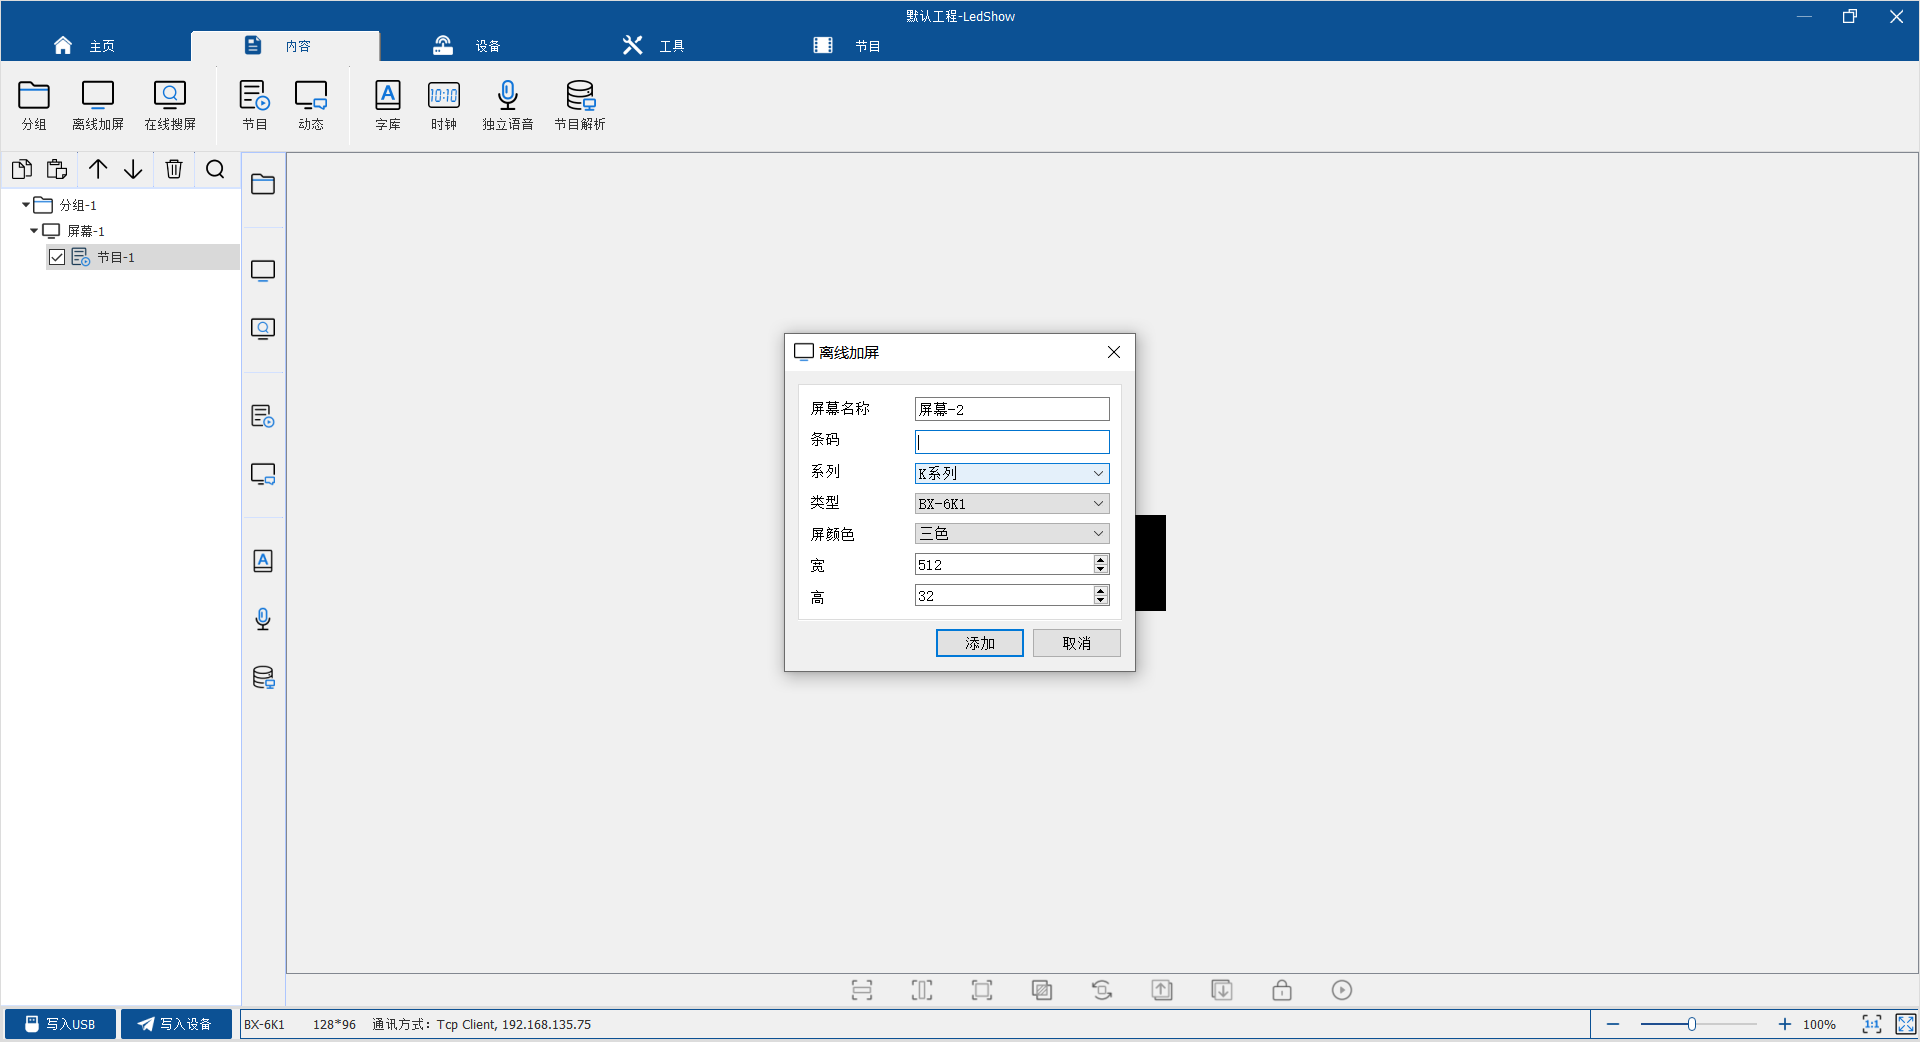 默认工程-LedShow
主页 内容 设备 工具 节目
分组 离线加屏 在线搜屏 节目 动态 字库 10:10 时钟 独立语音 节目解析
分组-1
屏幕-1
节目-1
离线加屏
屏幕名称 屏幕-2
条码
系列 K系列
类型 BX-6K1
屏颜色 三色
宽 512
高 32
添加 取消
写入USB 写入设备 BX-6K1 128*96 通讯方式：Tcp Client, 192.168.135.75 100% 1:1